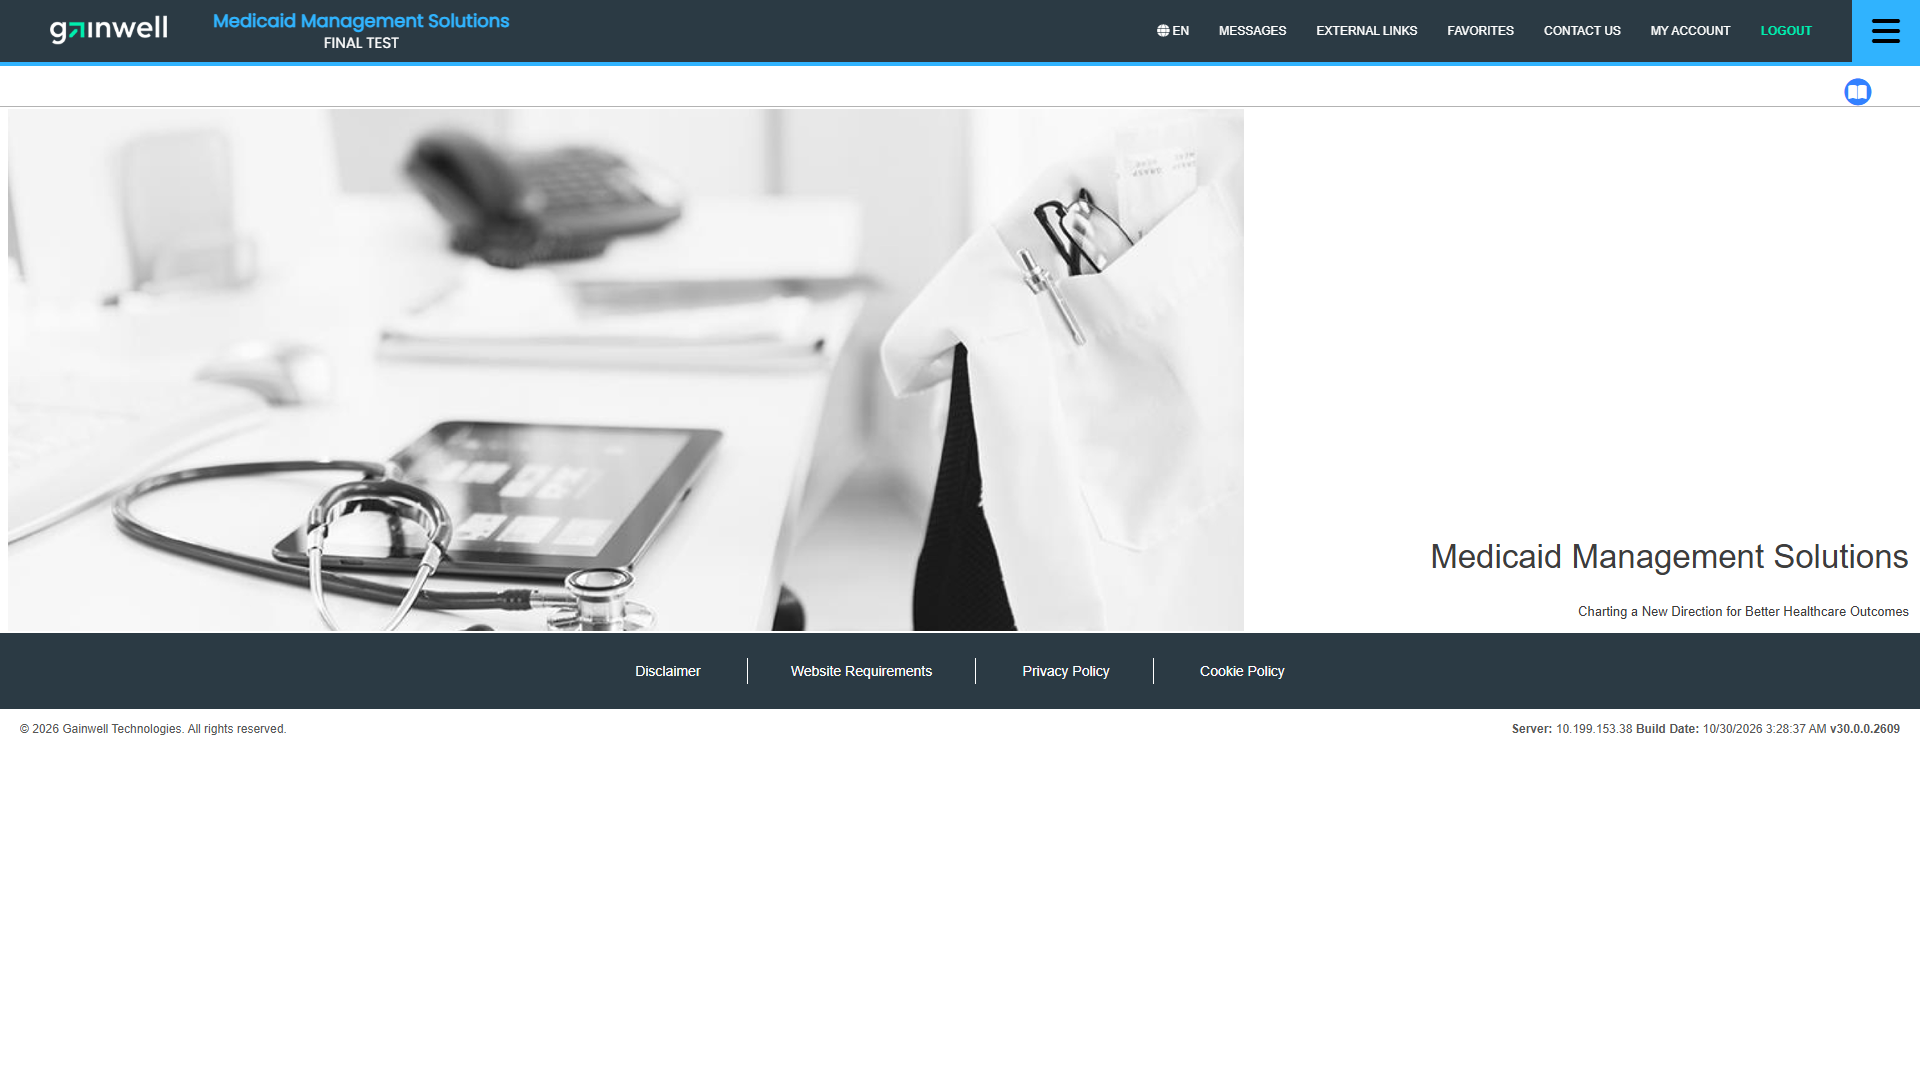 gainwell
Medicaid Management Solutions
FINAL TEST
EN MESSAGES EXTERNAL LINKS FAVORITES CONTACT US MY ACCOUNT LOGOUT
Medicaid Management Solutions
Charting a New Direction for Better Healthcare Outcomes
Disclaimer Website Requirements Privacy Policy Cookie Policy
© 2026 Gainwell Technologies. All rights reserved.
Server: 10.199.153.38 Build Date: 10/30/2026 3:28:37 AM v30.0.0.2609